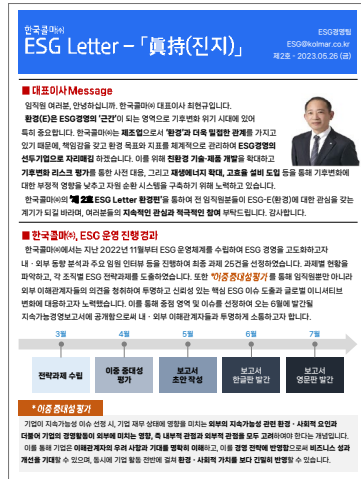 한국콜마㈜
ESG Letter – 「眞持(진지)」
ESG경영팀
ESG@kolmar.co.kr
제2호 - 2023.05.26 (금)
■ 대표이사 Message
임직원 여러분, 안녕하십니까. 한국콜마㈜ 대표이사 최현규입니다.
환경(E)은 ESG경영의 '근간'이 되는 영역으로 기후변화 위기 시대에 있어
특히 중요합니다. 한국콜마㈜는 제조업으로서 '환경'과 더욱 밀접한 관계를 가지고
있기 때문에, 책임감을 갖고 환경 목표와 지표를 체계적으로 관리하여 ESG경영의
선두기업으로 자리매김 하겠습니다. 이를 위해 친환경 기술·제품 개발을 확대하고
기후변화 리스크 평가를 통한 사전 대응, 그리고 재생에너지 확대, 고효율 설비 도입 등을 통해 기후변화에
대한 부정적 영향을 낮추고 자원 순환 시스템을 구축하기 위해 노력하고 있습니다.
한국콜마㈜의 '제 2호 ESG Letter 환경편'을 통하여 전 임직원분들이 ESG-E(환경)에 대한 관심을 갖는
계기가 되길 바라며, 여러분들의 지속적인 관심과 적극적인 참여 부탁드립니다. 감사합니다.
■ 한국콜마㈜, ESG 운영 진행경과
한국콜마㈜에서는 지난 2022년 11월부터 ESG 운영체계를 수립하여 ESG 경영을 고도화하고자
내·외부 동향 분석과 주요 임원 인터뷰 등을 진행하여 최종 과제 25건을 선정하였습니다. 과제별 현황을
파악하고, 각 조직별 ESG 전략과제를 도출하였습니다. 또한 *이중 중대성 평가를 통해 임직원뿐만 아니라
외부 이해관계자들의 의견을 청취하여 투명하고 신뢰성 있는 핵심 ESG 이슈 도출과 글로벌 이니셔티브
변화에 대응하고자 노력했습니다. 이를 통해 중점 영역 및 이슈를 선정하여 오는 6월에 발간될
지속가능경영보고서에 공개함으로써 내·외부 이해관계자들과 투명하게 소통하고자 합니다.
3월 4월 5월 6월 7월
전략과제 수립
이중 중대성
평가
보고서
초안 작성
보고서
한글판 발간
보고서
영문판 발간
* 이중 중대성 평가
기업이 지속가능성 이슈 선정 시, 기업 재무 상태에 영향을 미치는 외부의 지속가능성 관련 환경·사회적 요인과
더불어 기업의 경영활동이 외부에 미치는 영향, 즉 내부적 관점과 외부적 관점을 모두 고려하여야 한다는 개념입니다.
이를 통해 기업은 이해관계자의 우려 사항과 기대를 명확히 이해하고, 이를 경영 전략에 반영함으로써 비즈니스 성과
개선을 기대할 수 있으며, 동시에 기업 활동 전반에 걸쳐 환경·사회적 가치를 보다 긴밀히 반영할 수 있습니다.